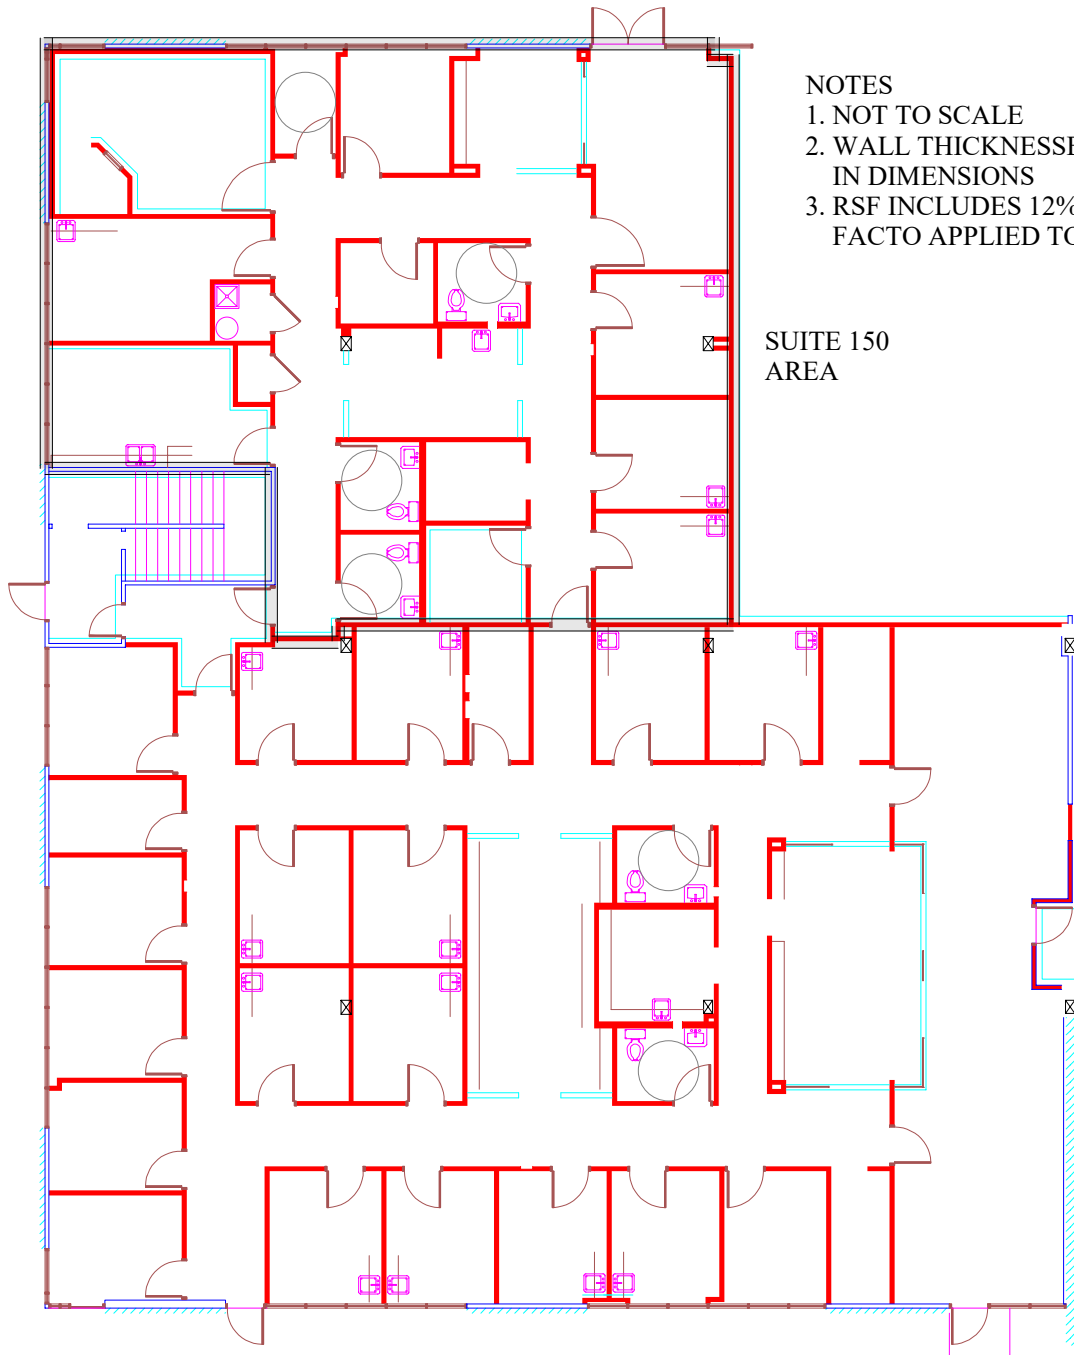 NOTES
1. NOT TO SCALE
2. WALL THICKNESSE
IN DIMENSIONS
3. RSF INCLUDES 12%
FACTO APPLIED TO
SUITE 150
AREA